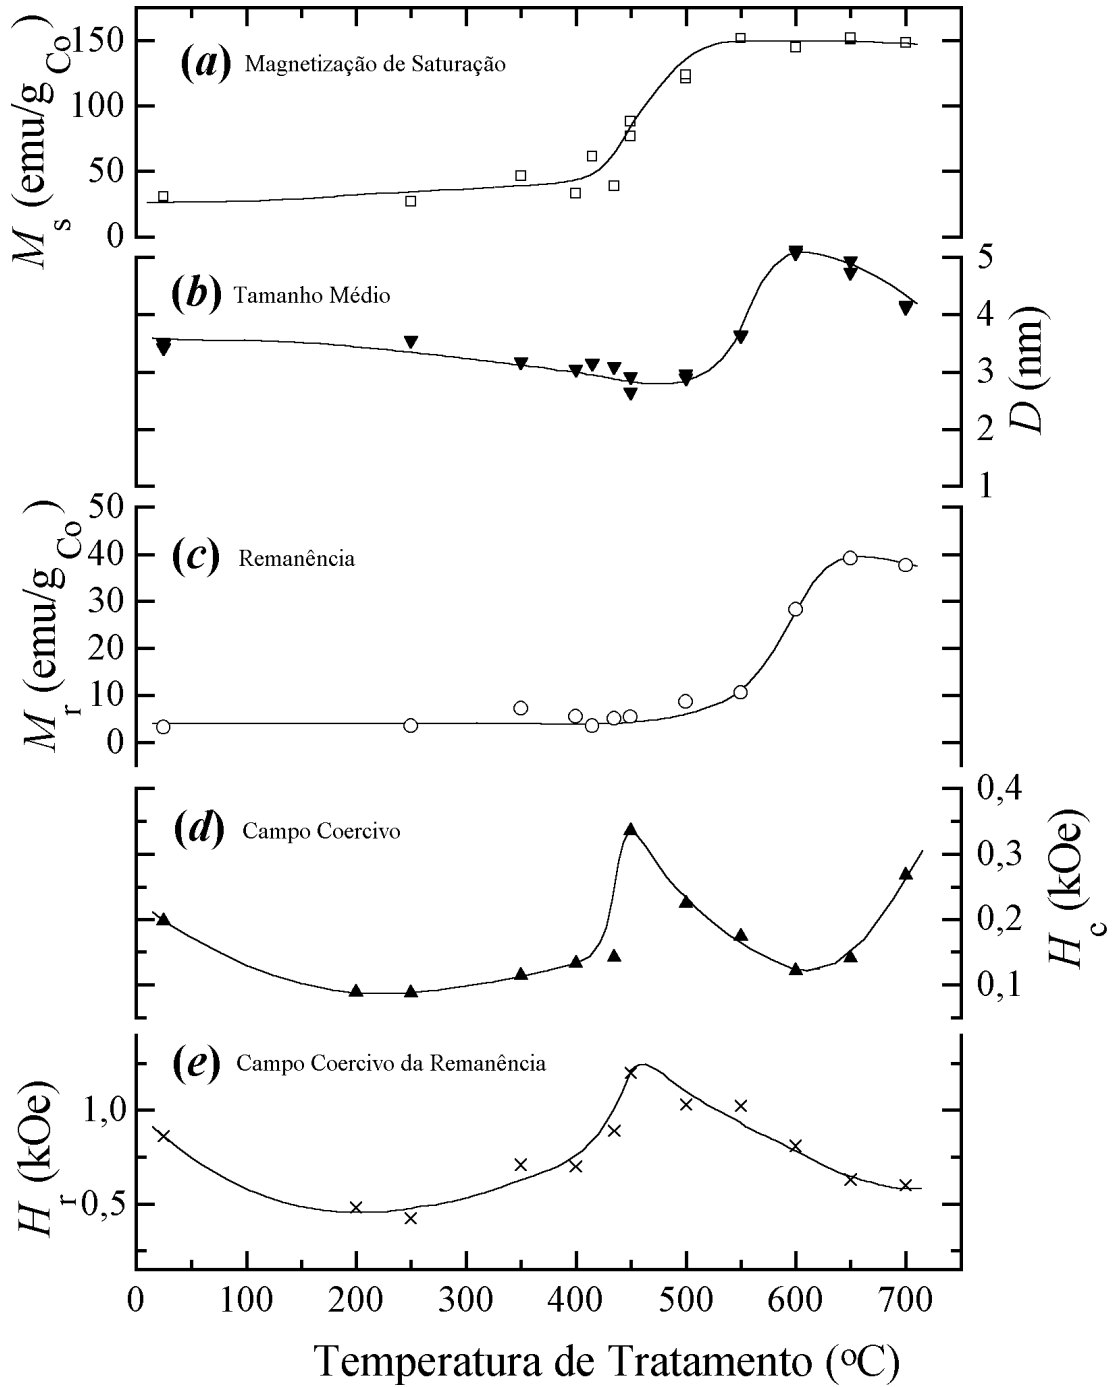 150
100
50
0
M_s (emu/g_Co)
(a) Magnetização de Saturação
5
4
3
2
1
D (nm)
(b) Tamanho Médio
50
40
30
20
10
0
M_r (emu/g_Co)
(c) Remanência
0,4
0,3
0,2
0,1
H_c (kOe)
(d) Campo Coercivo
1,0
0,5
H_r (kOe)
(e) Campo Coercivo da Remanência
0 100 200 300 400 500 600 700
Temperatura de Tratamento (ºC)